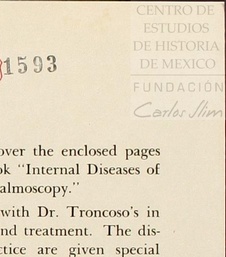 CENTRO DE
ESTUDIOS
DE HISTORIA
DE MEXICO
FUNDACIÓN
Carlos Slim
1593
over the enclosed pages
ok "Internal Diseases of
almoscopy."
with Dr. Troncoso's in
nd treatment. The dis-
ctice are given special